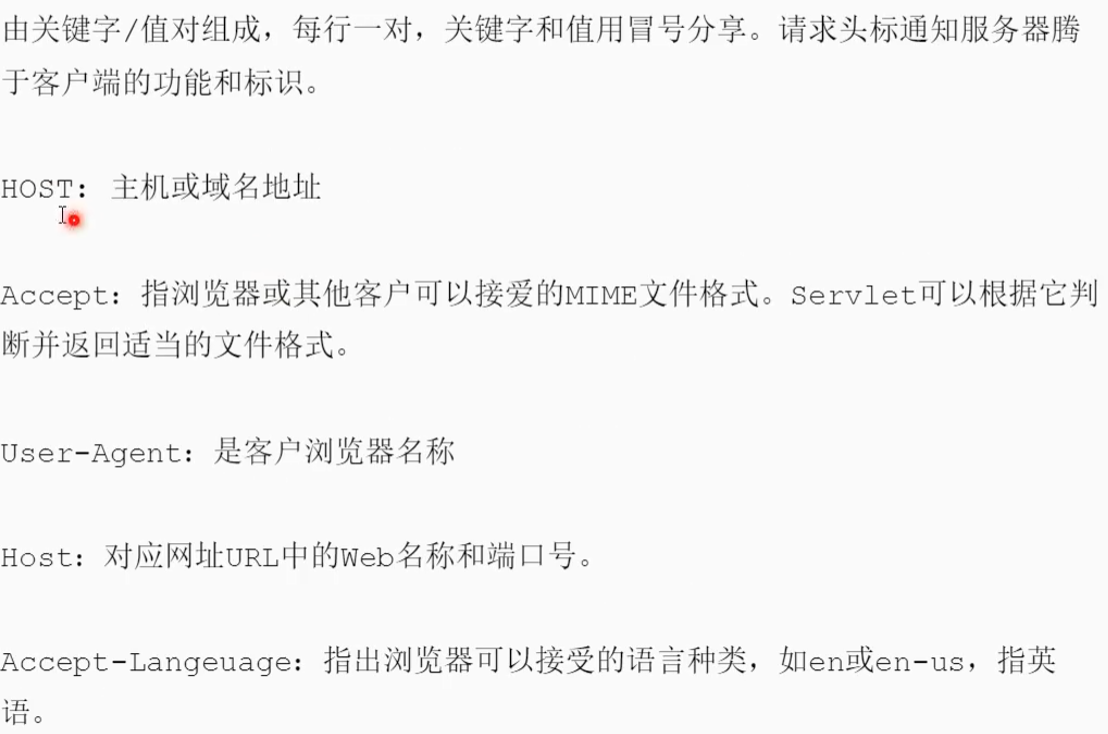 由关键字/值对组成，每行一对，关键字和值用冒号分享。请求头标通知服务器腾
于客户端的功能和标识。
HOST: 主机或域名地址
Accept：指浏览器或其他客户可以接爱的MIME文件格式。Servlet可以根据它判
断并返回适当的文件格式。
User-Agent：是客户浏览器名称
Host：对应网址URL中的Web名称和端口号。
Accept-Langeuage：指出浏览器可以接受的语言种类，如en或en-us，指英
语。